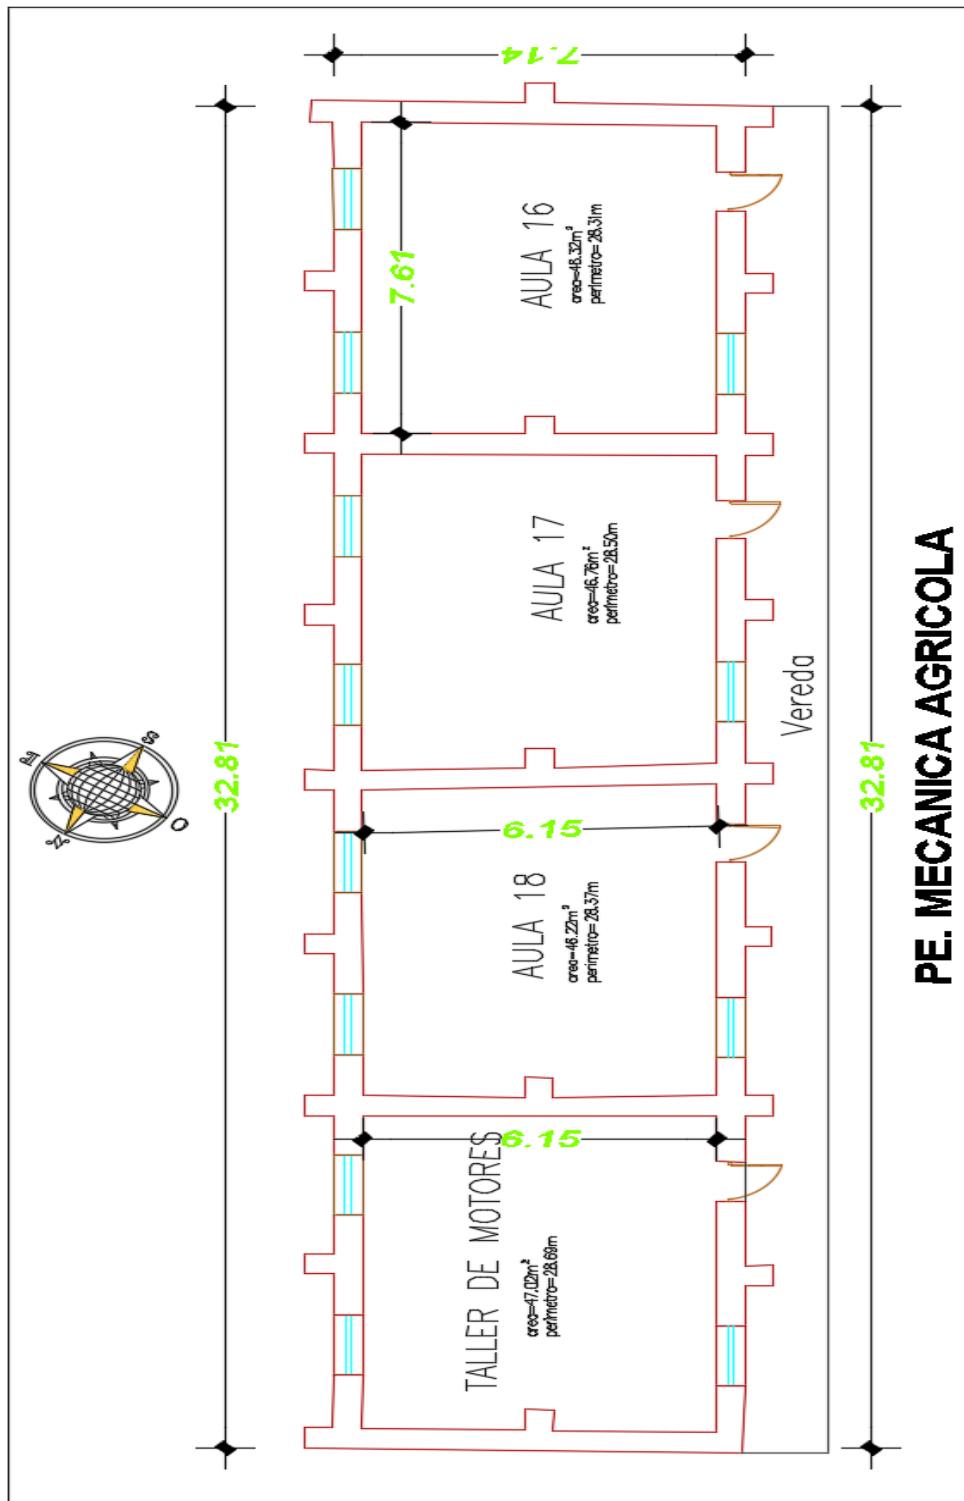 7.14
AULA 16
area=46.32m²
perimetro=28.31m
7.61
AULA 17
area=46.76m²
perimetro=28.50m
Vereda
32.81
32.81
6.15
AULA 18
area=46.22m²
perimetro=28.37m
6.15
TALLER DE MOTORES
area=47.02m²
perimetro=28.69m
PE. MECANICA AGRICOLA
N
S
O